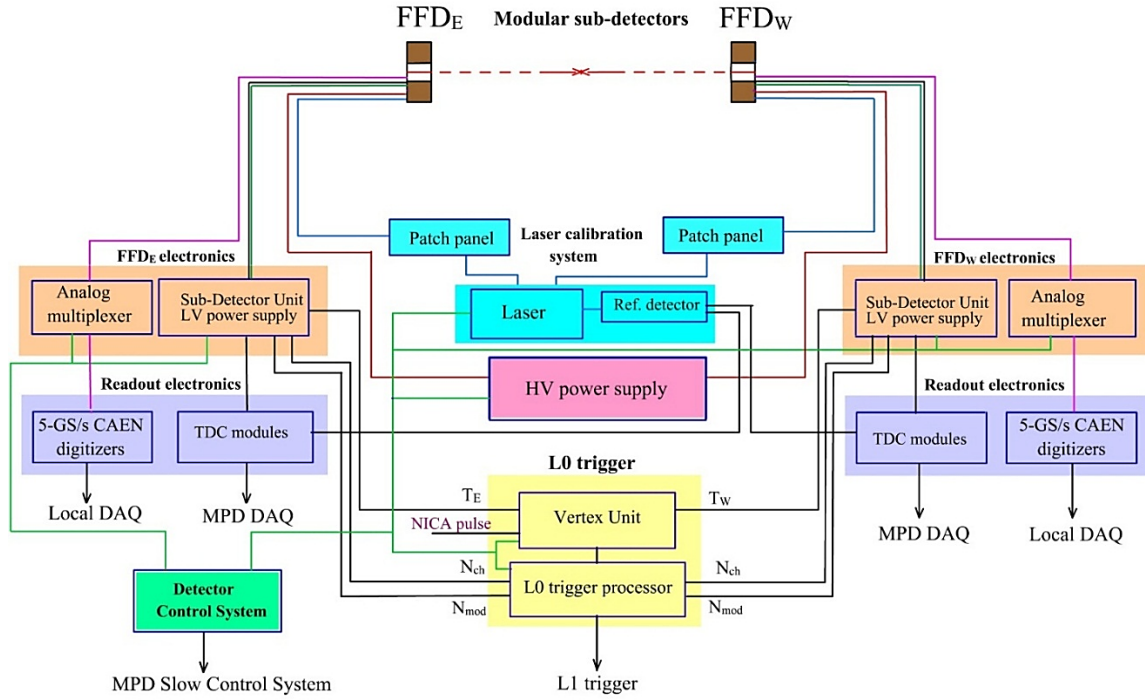 FFDE Modular sub-detectors FFDW
Patch panel
Laser calibration
system
Patch panel
FFDE electronics
FFDW electronics
Analog
multiplexer
Sub-Detector Unit
LV power supply
Laser
Ref. detector
Sub-Detector Unit
LV power supply
Analog
multiplexer
Readout electronics
HV power supply
Readout electronics
5-GS/s CAEN
digitizers
TDC modules
TDC modules
5-GS/s CAEN
digitizers
L0 trigger
Local DAQ
MPD DAQ
TE
Vertex Unit
TW
NICA pulse
MPD DAQ
Local DAQ
Nch
L0 trigger processor
Nch
Nmod
Nmod
Detector
Control System
MPD Slow Control System
L1 trigger